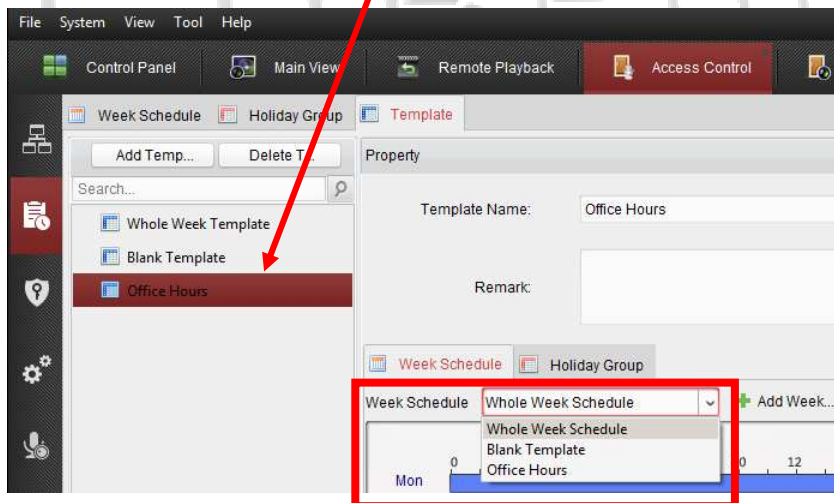 File System View Tool Help
Control Panel Main View Remote Playback Access Control
Week Schedule Holiday Group Template
Add Temp... Delete T... Property
Search...
Whole Week Template
Blank Template
Office Hours
Template Name: Office Hours
Remark:
Week Schedule Holiday Group
Week Schedule Whole Week Schedule Add Week...
Whole Week Schedule
Blank Template
Office Hours
0 12
Mon